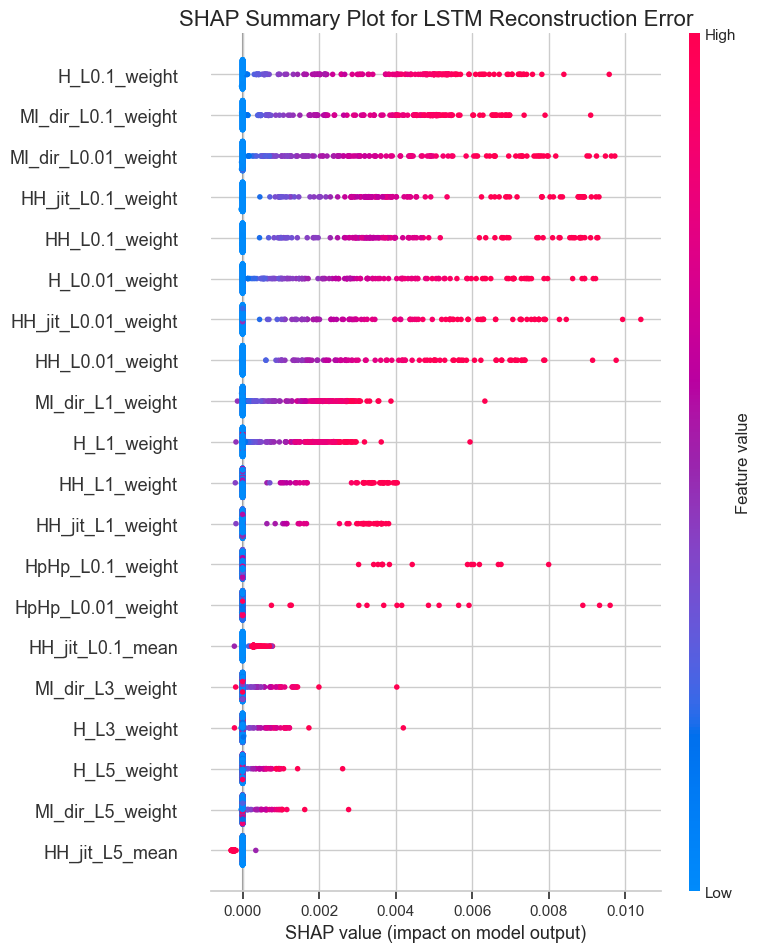 SHAP Summary Plot for LSTM Reconstruction Error
High
H_L0.1_weight
MI_dir_L0.1_weight
MI_dir_L0.01_weight
HH_jit_L0.1_weight
HH_L0.1_weight
H_L0.01_weight
HH_jit_L0.01_weight
HH_L0.01_weight
MI_dir_L1_weight
H_L1_weight
HH_L1_weight
HH_jit_L1_weight
HpHp_L0.1_weight
HpHp_L0.01_weight
HH_jit_L0.1_mean
MI_dir_L3_weight
H_L3_weight
H_L5_weight
MI_dir_L5_weight
HH_jit_L5_mean
Feature value
Low
0.000 0.002 0.004 0.006 0.008 0.010
SHAP value (impact on model output)